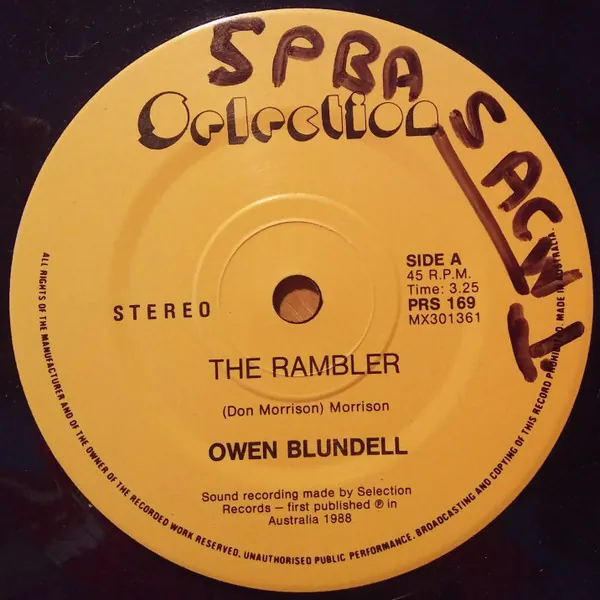 5PBA
Selection
SACW I
SIDE A
45 R.P.M.
Time: 3.25
PRS 169
MX301361
STEREO
THE RAMBLER
(Don Morrison) Morrison
OWEN BLUNDELL
Sound recording made by Selection
Records – first published ℗ in
Australia 1988
ALL RIGHTS OF THE MANUFACTURER AND OF THE OWNER OF THE RECORDED WORK RESERVED. UNAUTHORISED PUBLIC PERFORMANCE, BROADCASTING AND COPYING OF THIS RECORD PROHIBITED. MADE IN AUSTRALIA.